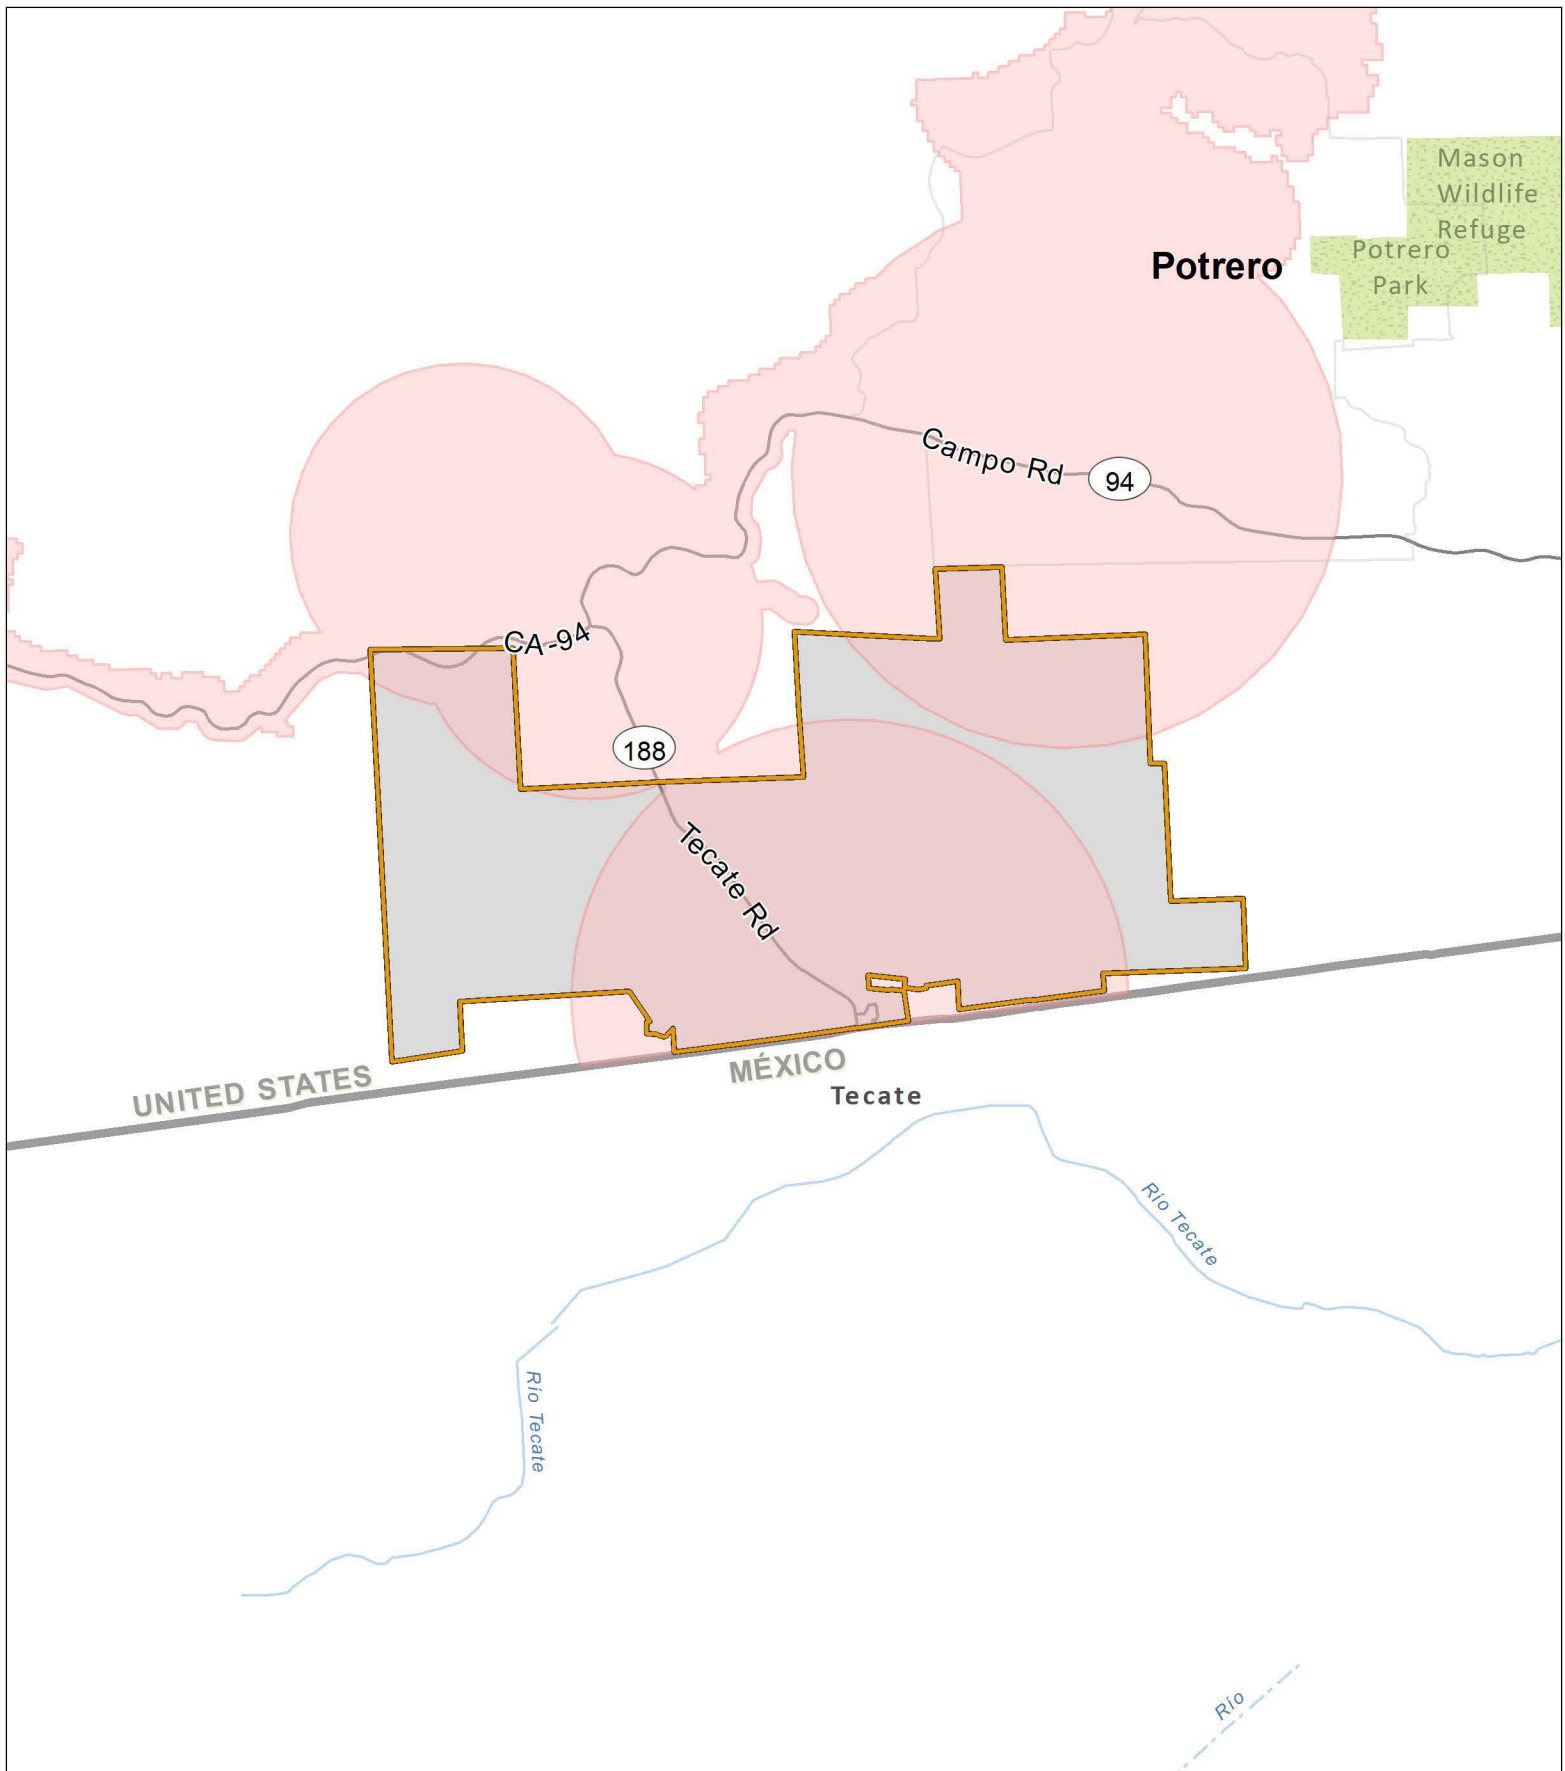 Mason
Wildlife
Refuge
Potrero
Park
Potrero
Campo Rd
94
CA-94
188
Tecate Rd
UNITED STATES
MÉXICO
Tecate
Río Tecate
Río Tecate
Río